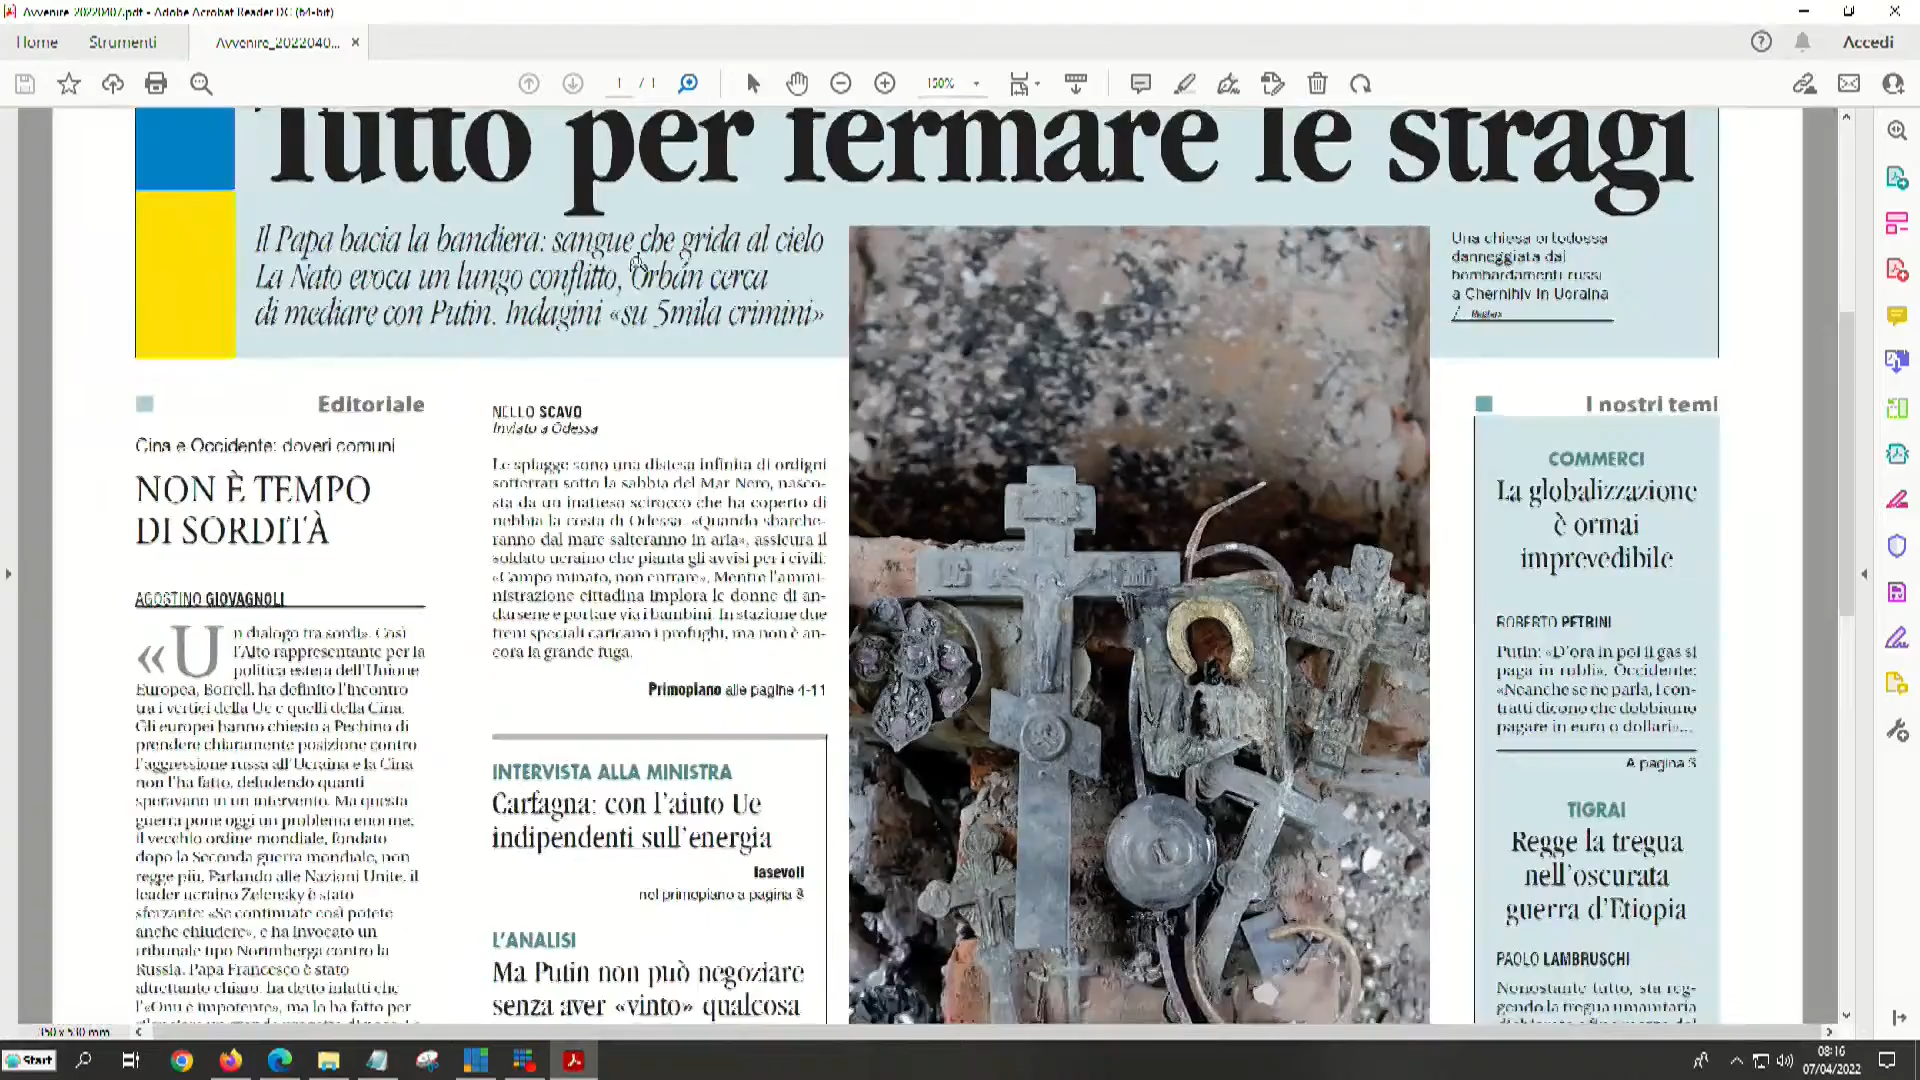 Avvenire_20220407.pdf - Adobe Acrobat Reader DC (64-bit)
Home
Strumenti
Avvenire_2022040...
Accedi
1 / 1
150%
Tutto per fermare le stragi
Il Papa bacia la bandiera: sangue che grida al cielo
La Nato evoca un lungo conflitto, Orbán cerca
di mediare con Putin. Indagini «su 5mila crimini»
Una chiesa ortodossa
danneggiata dai
bombardamenti russi
a Chernihiv in Ucraina
/ Reuters
Editoriale
Cina e Occidente: doveri comuni
NON È TEMPO
DI SORDITÀ
AGOSTINO GIOVAGNOLI
«Un dialogo tra sordi». Così
l'Alto rappresentante per la
politica estera dell'Unione
Europea, Borrell, ha definito l'incontro
tra i vertici della Ue e quelli della Cina.
Gli europei hanno chiesto a Pechino di
prendere chiaramente posizione contro
l'aggressione russa all'Ucraina e la Cina
non l'ha fatto, deludendo quanti
speravano in un intervento. Ma questa
guerra pone oggi un problema enorme:
il vecchio ordine mondiale, fondato
dopo la Seconda guerra mondiale, non
regge più. Parlando alle Nazioni Unite, il
leader ucraino Zelensky è stato
sferzante: «Se continuate così potete
anche chiudere», e ha invocato un
tribunale tipo Norimberga contro la
Russia. Papa Francesco è stato
altrettanto chiaro, ha detto infatti che
l'«Onu è impotente», ma lo ha fatto per
NELLO SCAVO
Inviato a Odessa
Le spiagge sono una distesa infinita di ordigni
sotterrati sotto la sabbia del Mar Nero, nasco-
sta da un inatteso scirocco che ha coperto di
nebbia la costa di Odessa. «Quando sbarche-
ranno dal mare salteranno in aria», assicura il
soldato ucraino che pianta gli avvisi per i civili:
«Campo minato, non entrare». Mentre l'ammi-
nistrazione cittadina implora le donne di an-
darsene e portare via i bambini. In stazione due
treni speciali caricano i profughi, ma non è an-
cora la grande fuga.
Primopiano alle pagine 4-11
INTERVISTA ALLA MINISTRA
Carfagna: con l'aiuto Ue
indipendenti sull'energia
Iasevoli
nel primopiano a pagina 8
L'ANALISI
Ma Putin non può negoziare
senza aver «vinto» qualcosa
I nostri temi
COMMERCI
La globalizzazione
è ormai
imprevedibile
ROBERTO PETRINI
Putin: «D'ora in poi il gas si
paga in rubli». Occidente:
«Neanche se ne parla, i con-
tratti dicono che dobbiamo
pagare in euro o dollari»...
A pagina 3
TIGRAI
Regge la tregua
nell'oscurata
guerra d'Etiopia
PAOLO LAMBRUSCHI
Nonostante tutto, sta reg-
gendo la tregua umanitaria
350 x 530 mm
Start
08:16
07/04/2022